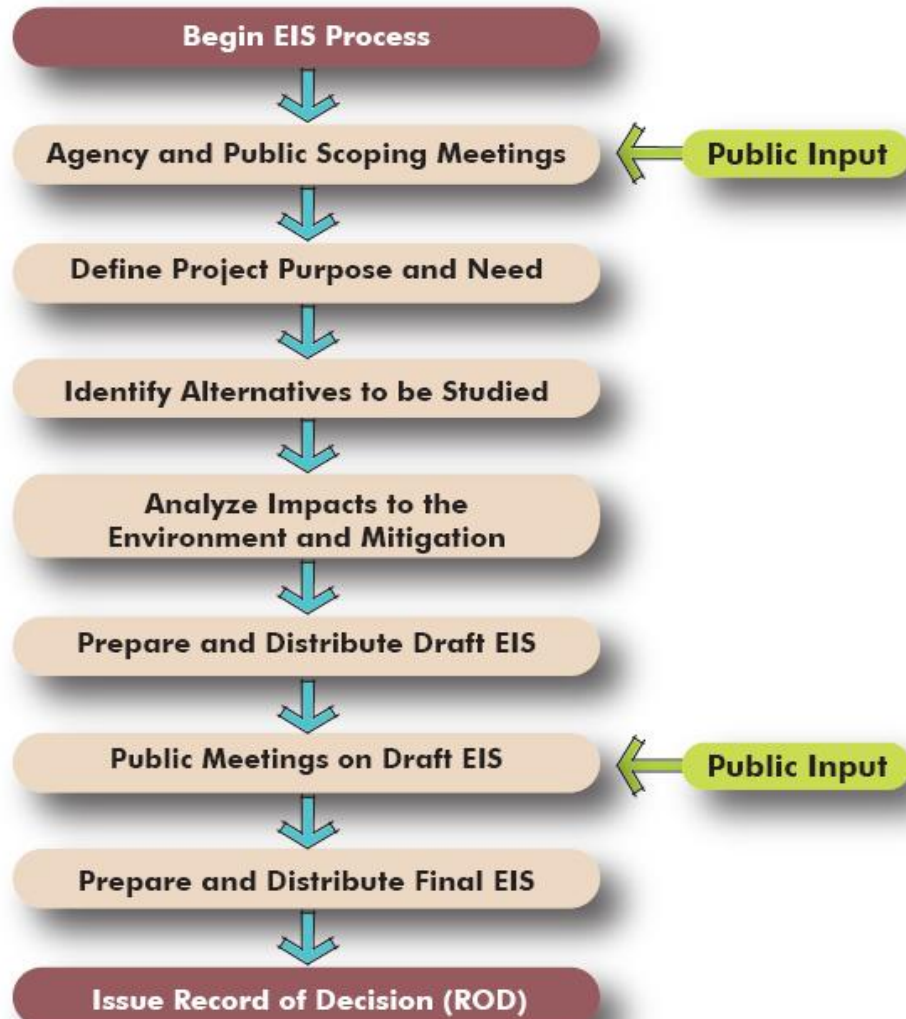 Begin EIS Process
Agency and Public Scoping Meetings
Public Input
Define Project Purpose and Need
Identify Alternatives to be Studied
Analyze Impacts to the
Environment and Mitigation
Prepare and Distribute Draft EIS
Public Meetings on Draft EIS
Public Input
Prepare and Distribute Final EIS
Issue Record of Decision (ROD)